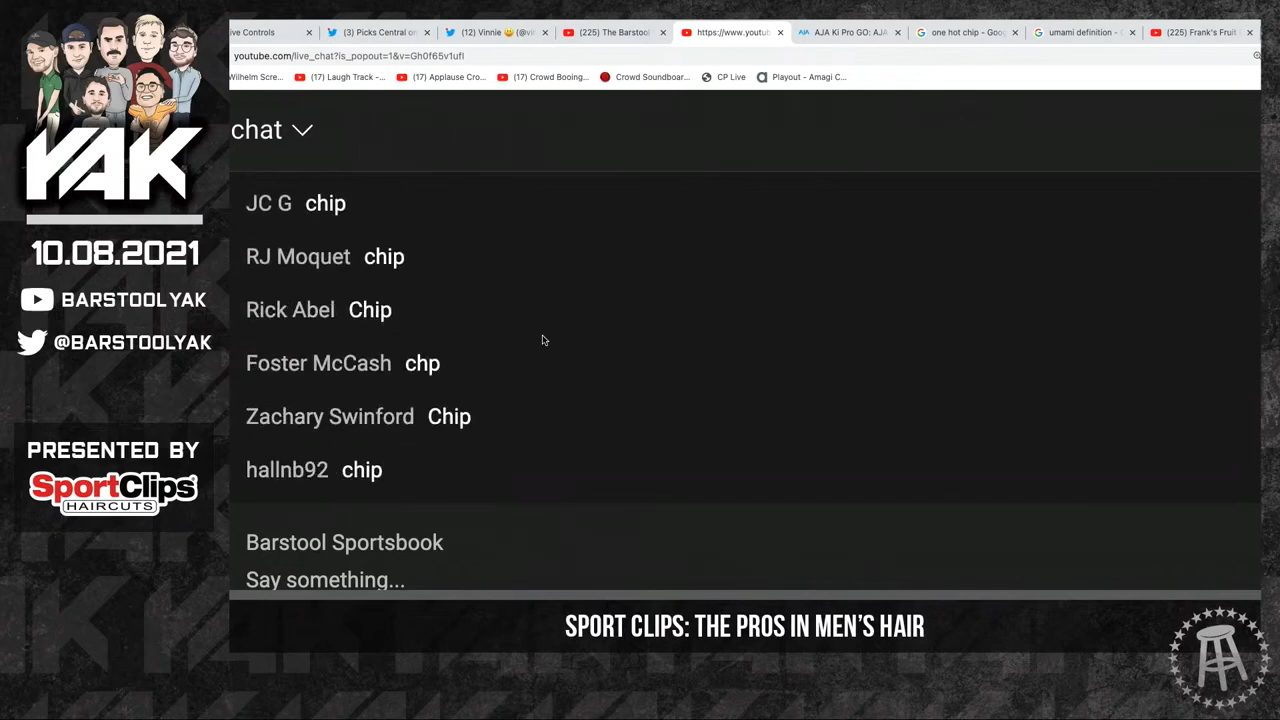 ive Controls
(3) Picks Central on
(12) Vinnie 😀 (@vi
(225) The Barstoo
https://www.youtub
AJA Ki Pro GO: AJ
one hot chip - Goog
umami definition - G
(225) Frank's Fruit
youtube.com/live_chat?is_popout=1&v=Gh0f65v1ufI
Wilhelm Scre...
(17) Laugh Track -...
(17) Applause Cro...
(17) Crowd Booing...
Crowd Soundboar...
CP Live
Playout - Amagi C...
chat
JC G chip
RJ Moquet chip
Rick Abel Chip
Foster McCash chp
Zachary Swinford Chip
hallnb92 chip
Barstool Sportsbook
Say something...
YAK
10.08.2021
BARSTOOLYAK
@BARSTOOLYAK
PRESENTED BY
SportClips
HAIRCUTS
SPORT CLIPS: THE PROS IN MEN'S HAIR